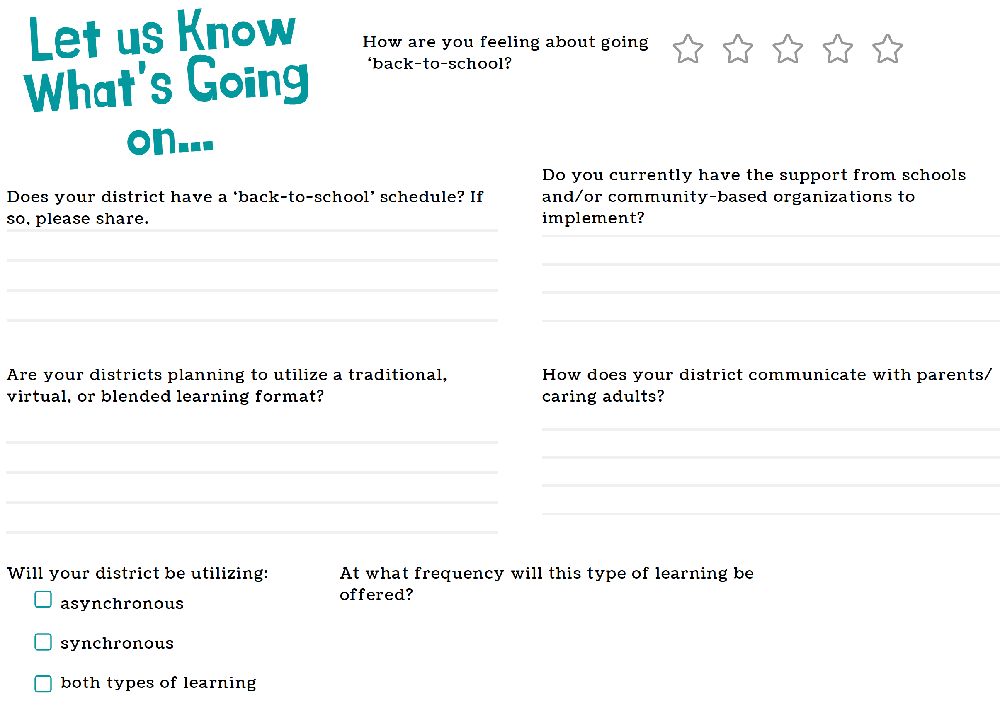 Let us Know
What's Going
on...
How are you feeling about going
‘back-to-school?
Does your district have a ‘back-to-school’ schedule? If
so, please share.
Do you currently have the support from schools
and/or community-based organizations to
implement?
Are your districts planning to utilize a traditional,
virtual, or blended learning format?
How does your district communicate with parents/
caring adults?
Will your district be utilizing:
asynchronous
synchronous
both types of learning
At what frequency will this type of learning be
offered?